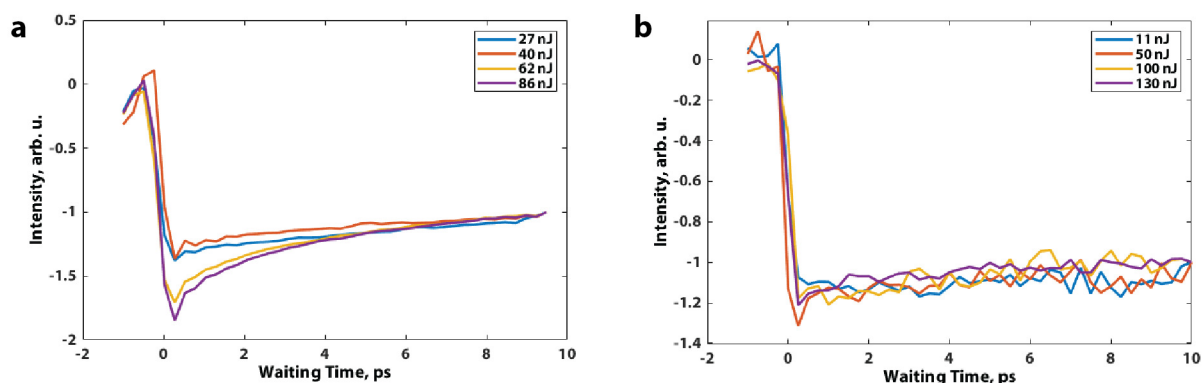 a
0.5
0
-0.5
-1
-1.5
-2
-2
0
2
4
6
8
10
Intensity, arb. u.
Waiting Time, ps
27 nJ
40 nJ
62 nJ
86 nJ
b
0
-0.2
-0.4
-0.6
-0.8
-1
-1.2
-1.4
-2
0
2
4
6
8
10
Intensity, arb. u.
Waiting Time, ps
11 nJ
50 nJ
100 nJ
130 nJ